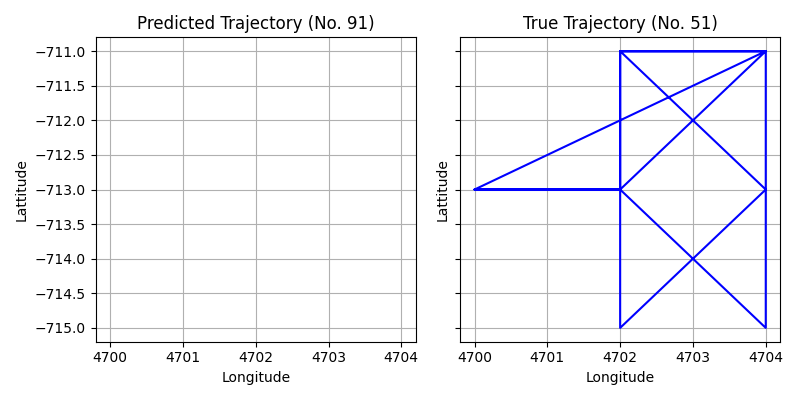 Predicted Trajectory (No. 91)
True Trajectory (No. 51)
−711.0
−711.5
−712.0
−712.5
−713.0
−713.5
−714.0
−714.5
−715.0
Lattitude
Lattitude
4700 4701 4702 4703 4704
4700 4701 4702 4703 4704
Longitude
Longitude